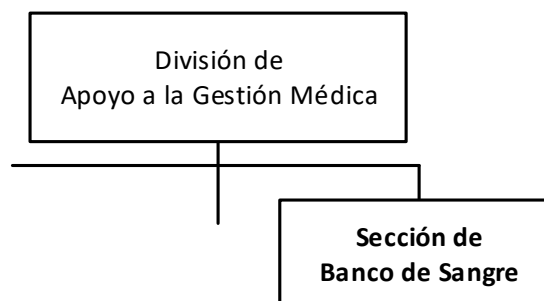 División de
Apoyo a la Gestión Médica
Sección de
Banco de Sangre